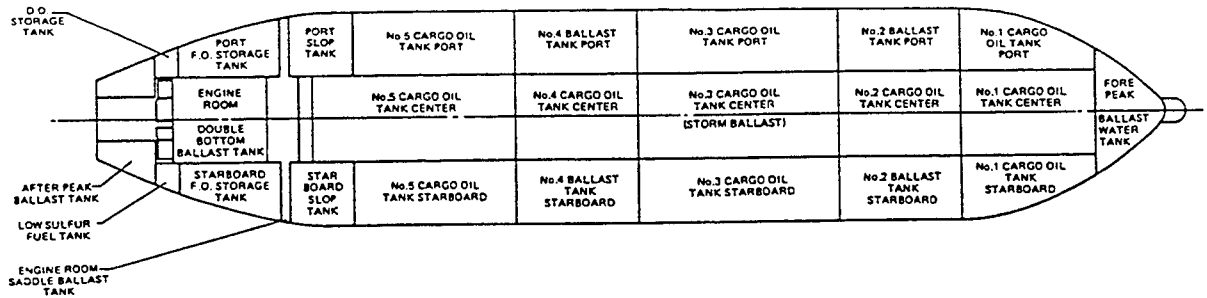 D.O.
STORAGE
TANK
PORT
F.O. STORAGE
TANK
PORT
SLOP
TANK
No.5 CARGO OIL
TANK PORT
No.4 BALLAST
TANK PORT
No.3 CARGO OIL
TANK PORT
No.2 BALLAST
TANK PORT
No.1 CARGO
OIL TANK
PORT
ENGINE
ROOM
DOUBLE
BOTTOM
BALLAST TANK
No.5 CARGO OIL
TANK CENTER
No.4 CARGO OIL
TANK CENTER
No.3 CARGO OIL
TANK CENTER
(STORM BALLAST)
No.2 CARGO OIL
TANK CENTER
No.1 CARGO OIL
TANK CENTER
FORE
PEAK
BALLAST
WATER
TANK
STARBOARD
F.O. STORAGE
TANK
STAR
BOARD
SLOP
TANK
No.5 CARGO OIL
TANK STARBOARD
No.4 BALLAST
TANK
STARBOARD
No.3 CARGO OIL
TANK STARBOARD
No.2 BALLAST
TANK
STARBOARD
No.1 CARGO OIL
TANK
STARBOARD
AFTER PEAK
BALLAST TANK
LOW SULFUR
FUEL TANK
ENGINE ROOM
SADDLE BALLAST
TANK